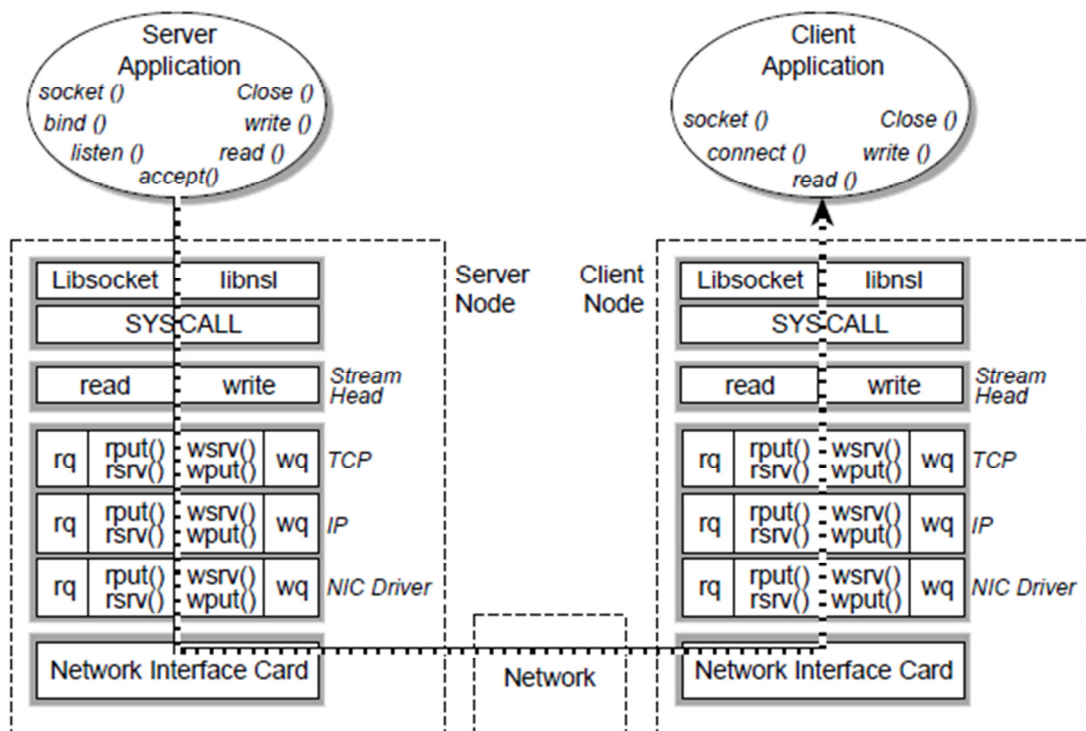 Server
Application
socket () Close ()
bind () write ()
listen () read ()
accept()
Client
Application
socket () Close ()
connect () write ()
read ()
Server
Node
Libsocket libnsl
SYSCALL
read write
Stream
Head
rq rput() wsrv() wq TCP
rsrv() wput()
rq rput() wsrv() wq IP
rsrv() wput()
rq rput() wsrv() wq NIC Driver
rsrv() wput()
Network Interface Card
Network
Client
Node
Libsocket libnsl
SYSCALL
read write
Stream
Head
rq rput() wsrv() wq TCP
rsrv() wput()
rq rput() wsrv() wq IP
rsrv() wput()
rq rput() wsrv() wq NIC Driver
rsrv() wput()
Network Interface Card